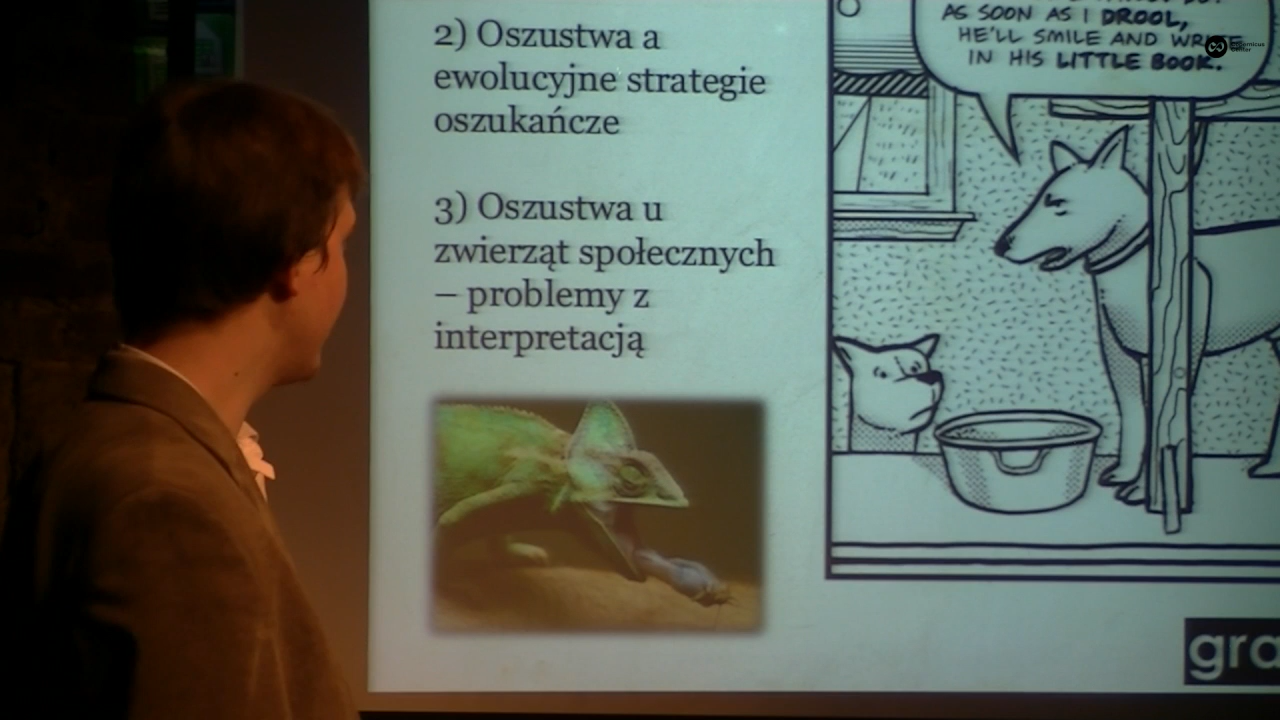 2) Oszustwa a
ewolucyjne strategie
oszukańcze
3) Oszustwa u
zwierząt społecznych
– problemy z
interpretacją
AS SOON AS I DROOL,
HE'LL SMILE AND WRITE
IN HIS LITTLE BOOK.
gra